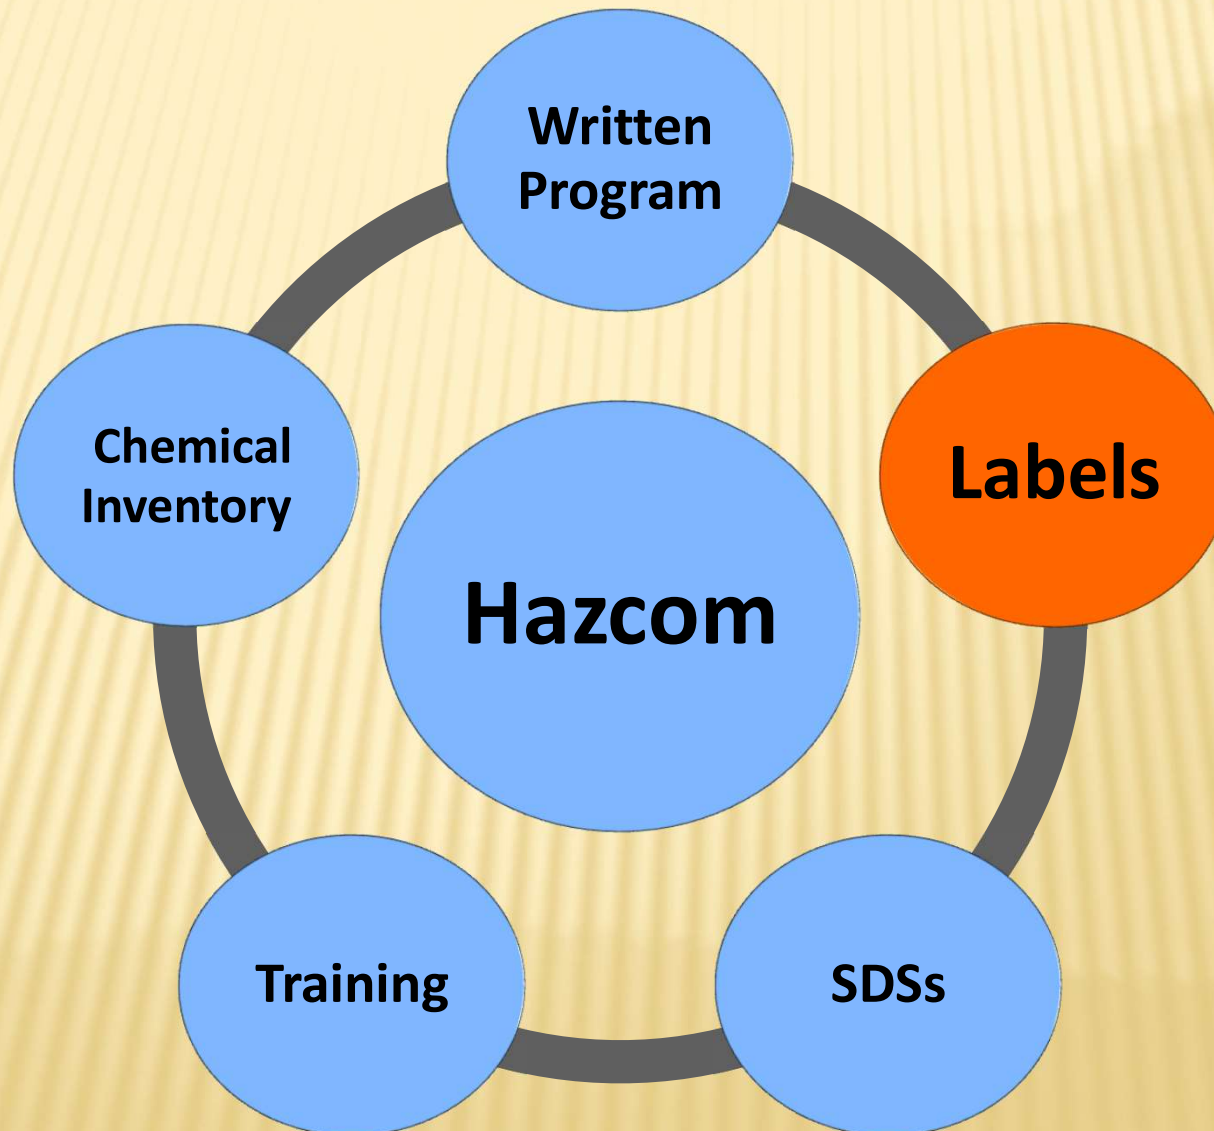 Written
Program
Labels
Chemical
Inventory
Hazcom
Training
SDSs